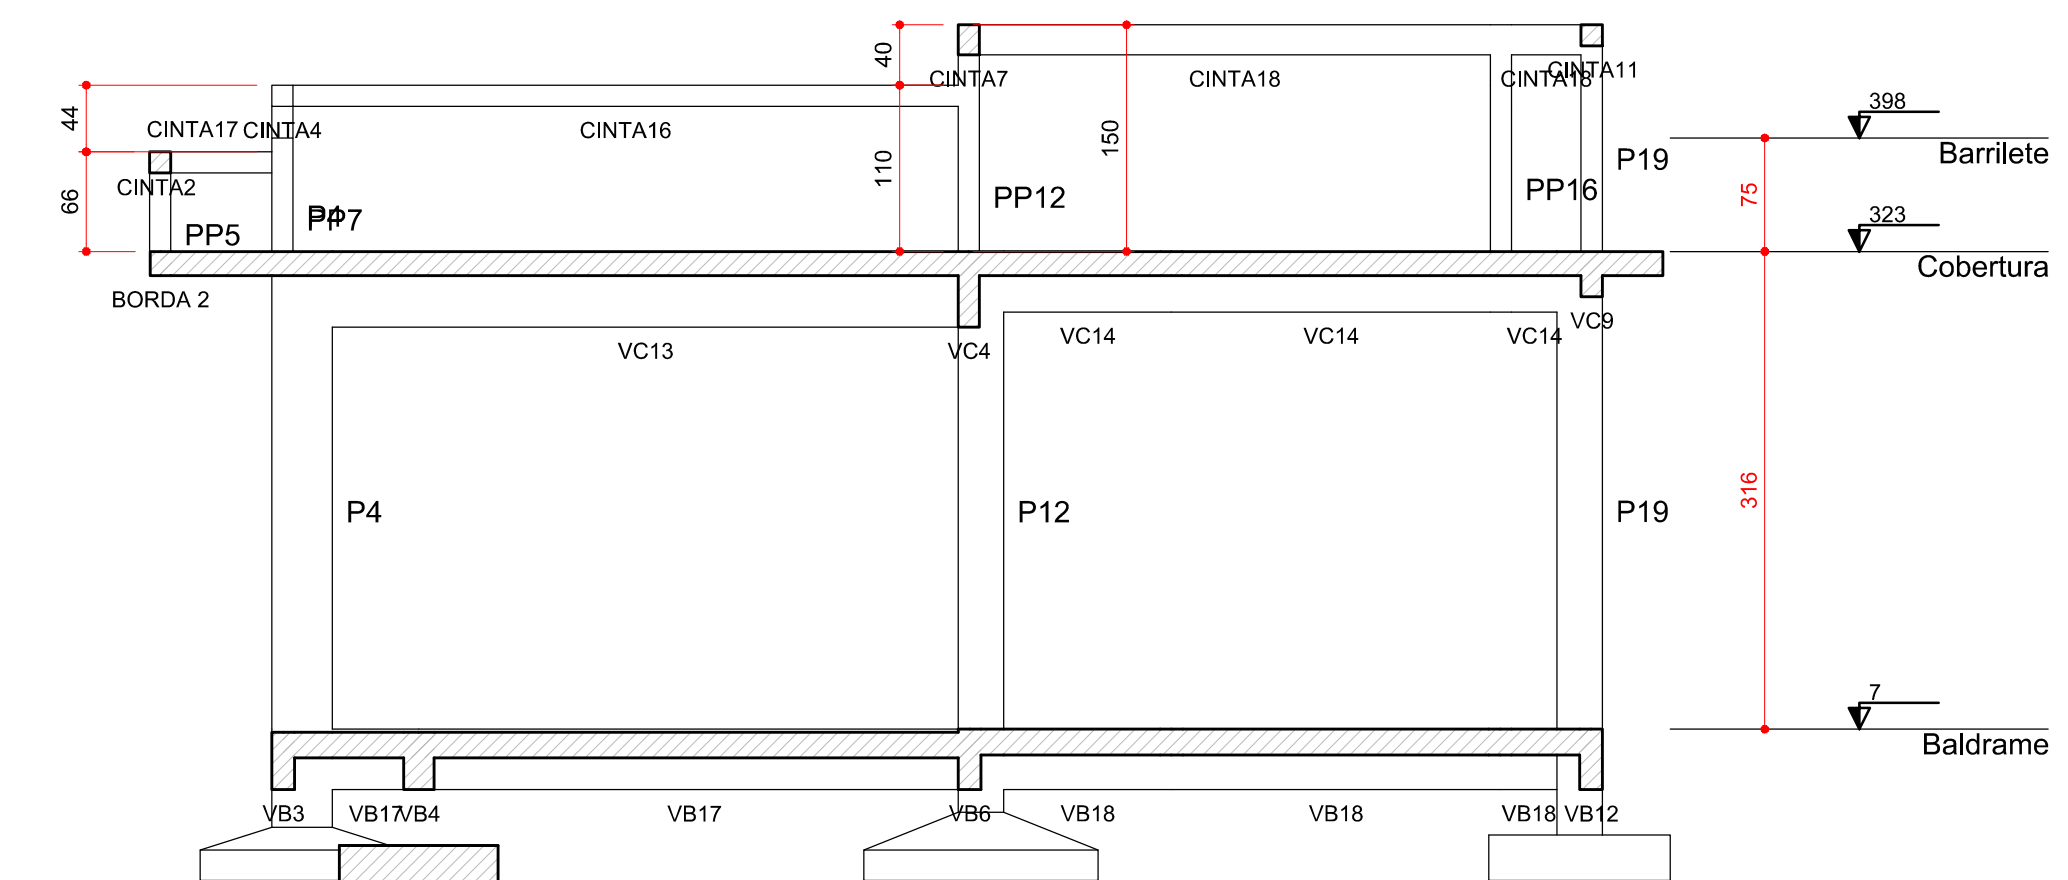 40
CINTA7
CINTA18
CINTA18
CINTA11
44
CINTA17
CINTA4
CINTA16
150
398
Barrilete
P19
110
CINTA2
66
PP5
P4
PP7
PP12
PP16
75
323
Cobertura
BORDA 2
VC13
VC4
VC14
VC14
VC14
VC9
P4
P12
P19
316
7
Baldrame
VB3
VB17
VB4
VB17
VB6
VB18
VB18
VB18
VB12